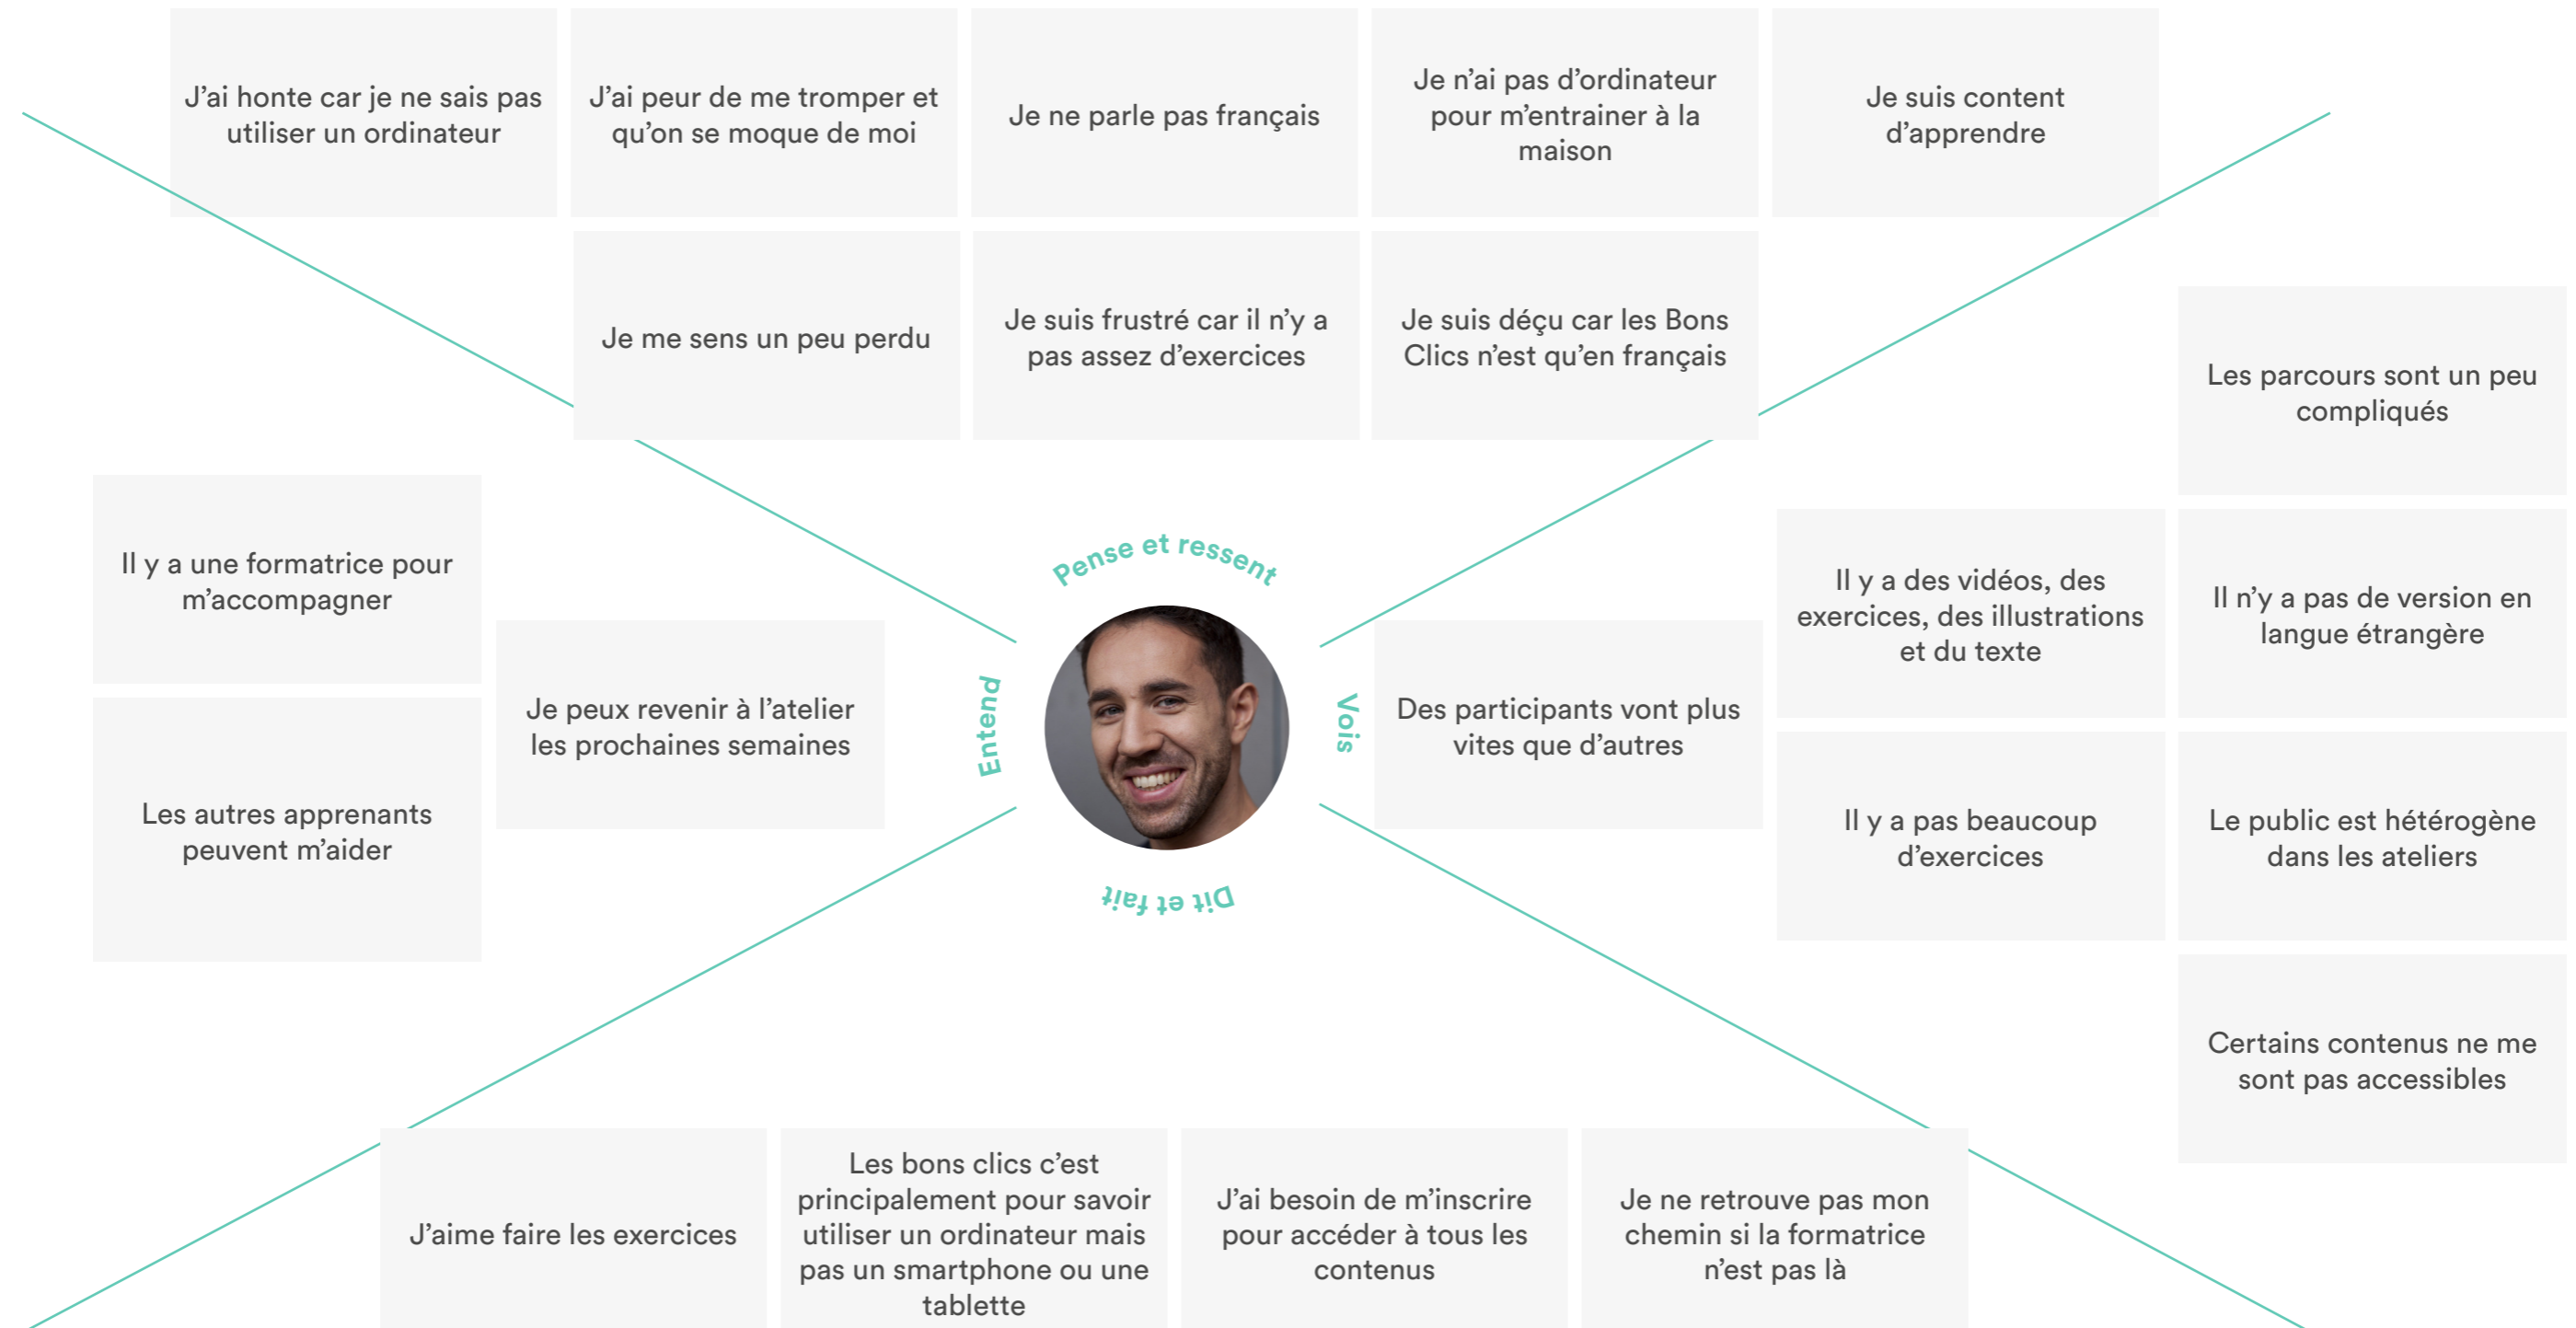 J'ai honte car je ne sais pas
utiliser un ordinateur
J'ai peur de me tromper et
qu'on se moque de moi
Je ne parle pas français
Je n'ai pas d'ordinateur
pour m'entrainer à la
maison
Je suis content
d'apprendre
Je me sens un peu perdu
Je suis frustré car il n'y a
pas assez d'exercices
Je suis déçu car les Bons
Clics n'est qu'en français
Pense et ressent
Il y a une formatrice pour
m'accompagner
Je peux revenir à l'atelier
les prochaines semaines
Les autres apprenants
peuvent m'aider
Entend
Vois
Des participants vont plus
vites que d'autres
Il y a des vidéos, des
exercices, des illustrations
et du texte
Il y a pas beaucoup
d'exercices
Les parcours sont un peu
compliqués
Il n'y a pas de version en
langue étrangère
Le public est hétérogène
dans les ateliers
Certains contenus ne me
sont pas accessibles
Dit et fait
J'aime faire les exercices
Les bons clics c'est
principalement pour savoir
utiliser un ordinateur mais
pas un smartphone ou une
tablette
J'ai besoin de m'inscrire
pour accéder à tous les
contenus
Je ne retrouve pas mon
chemin si la formatrice
n'est pas là